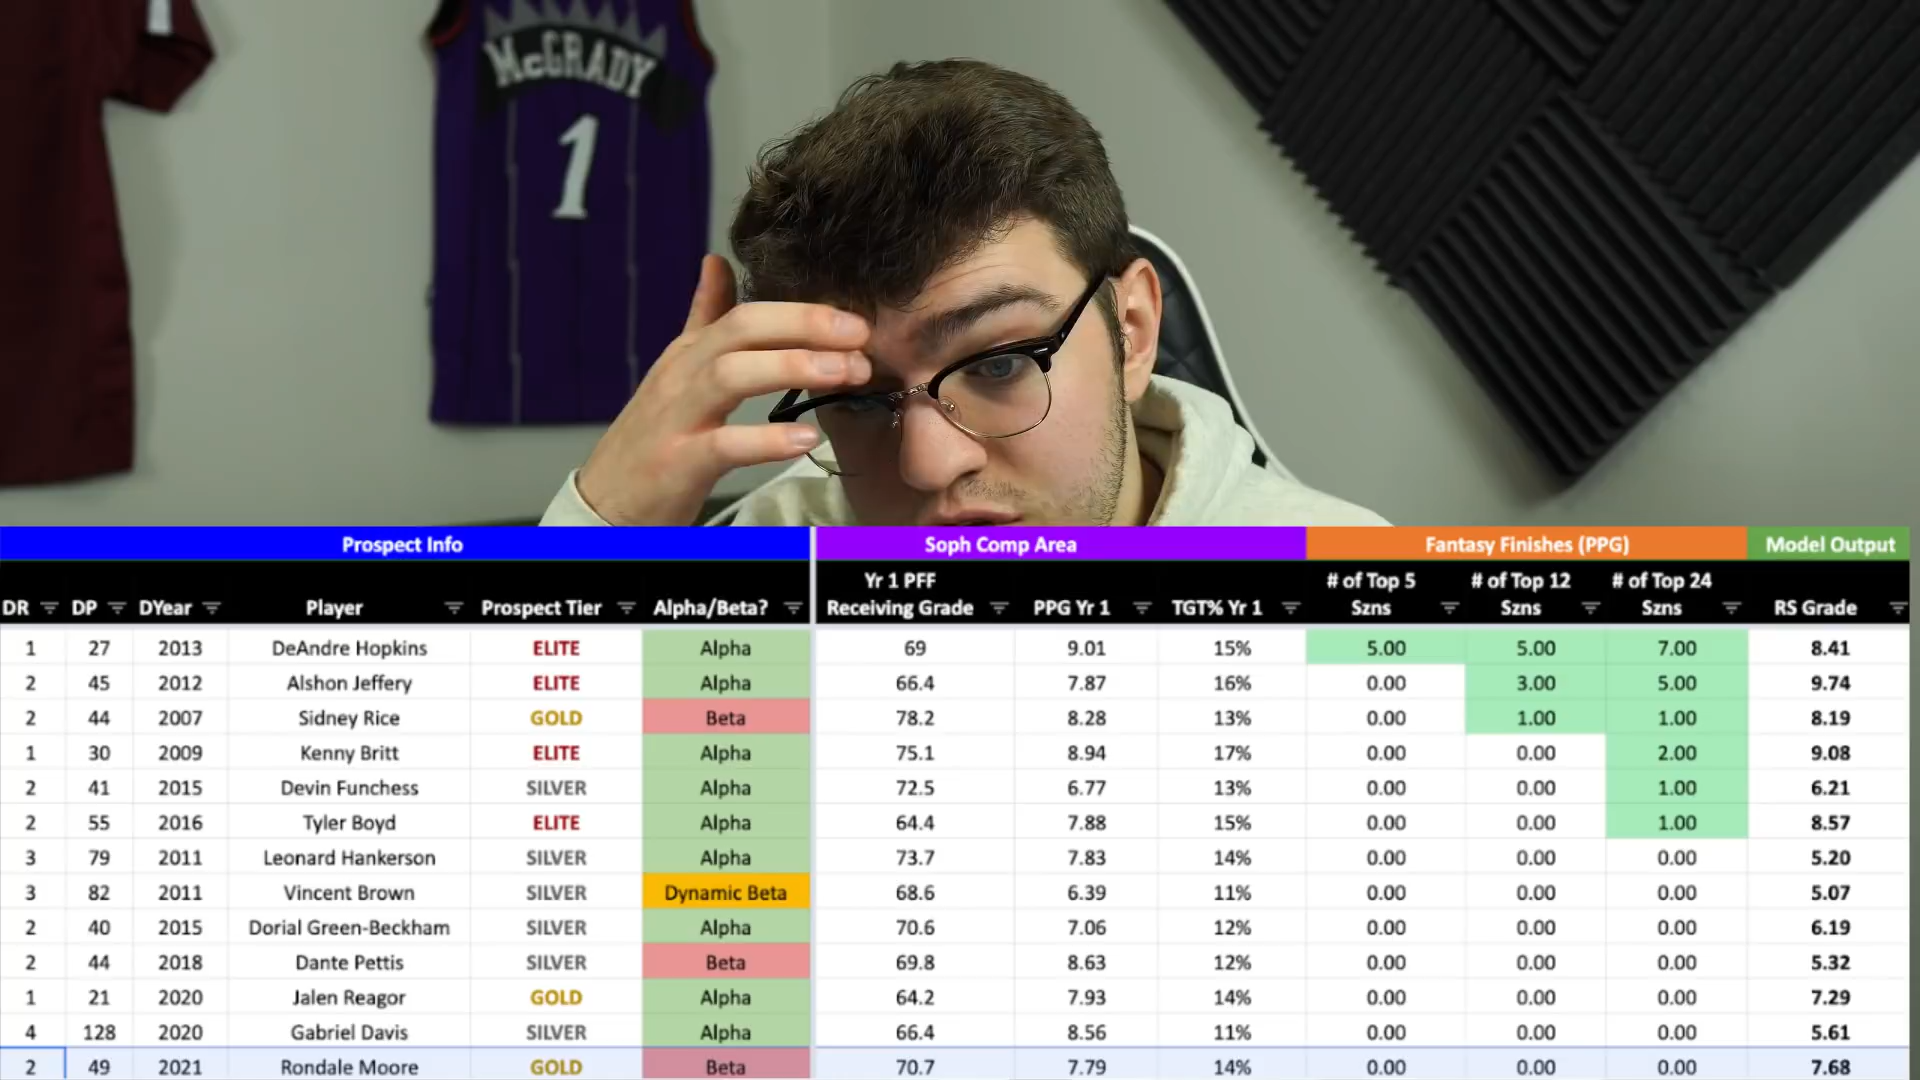 McGRADY
1
Prospect Info Soph Comp Area Fantasy Finishes (PPG) Model Output
DR DP DYear Player Prospect Tier Alpha/Beta? Yr 1 PFF Receiving Grade PPG Yr 1 TGT% Yr 1 # of Top 5 Szns # of Top 12 Szns # of Top 24 Szns RS Grade
1 27 2013 DeAndre Hopkins ELITE Alpha 69 9.01 15% 5.00 5.00 7.00 8.41
2 45 2012 Alshon Jeffery ELITE Alpha 66.4 7.87 16% 0.00 3.00 5.00 9.74
2 44 2007 Sidney Rice GOLD Beta 78.2 8.28 13% 0.00 1.00 1.00 8.19
1 30 2009 Kenny Britt ELITE Alpha 75.1 8.94 17% 0.00 0.00 2.00 9.08
2 41 2015 Devin Funchess SILVER Alpha 72.5 6.77 13% 0.00 0.00 1.00 6.21
2 55 2016 Tyler Boyd ELITE Alpha 64.4 7.88 15% 0.00 0.00 1.00 8.57
3 79 2011 Leonard Hankerson SILVER Alpha 73.7 7.83 14% 0.00 0.00 0.00 5.20
3 82 2011 Vincent Brown SILVER Dynamic Beta 68.6 6.39 11% 0.00 0.00 0.00 5.07
2 40 2015 Dorial Green-Beckham SILVER Alpha 70.6 7.06 12% 0.00 0.00 0.00 6.19
2 44 2018 Dante Pettis SILVER Beta 69.8 8.63 12% 0.00 0.00 0.00 5.32
1 21 2020 Jalen Reagor GOLD Alpha 64.2 7.93 14% 0.00 0.00 0.00 7.29
4 128 2020 Gabriel Davis SILVER Alpha 66.4 8.56 11% 0.00 0.00 0.00 5.61
2 49 2021 Rondale Moore GOLD Beta 70.7 7.79 14% 0.00 0.00 0.00 7.68